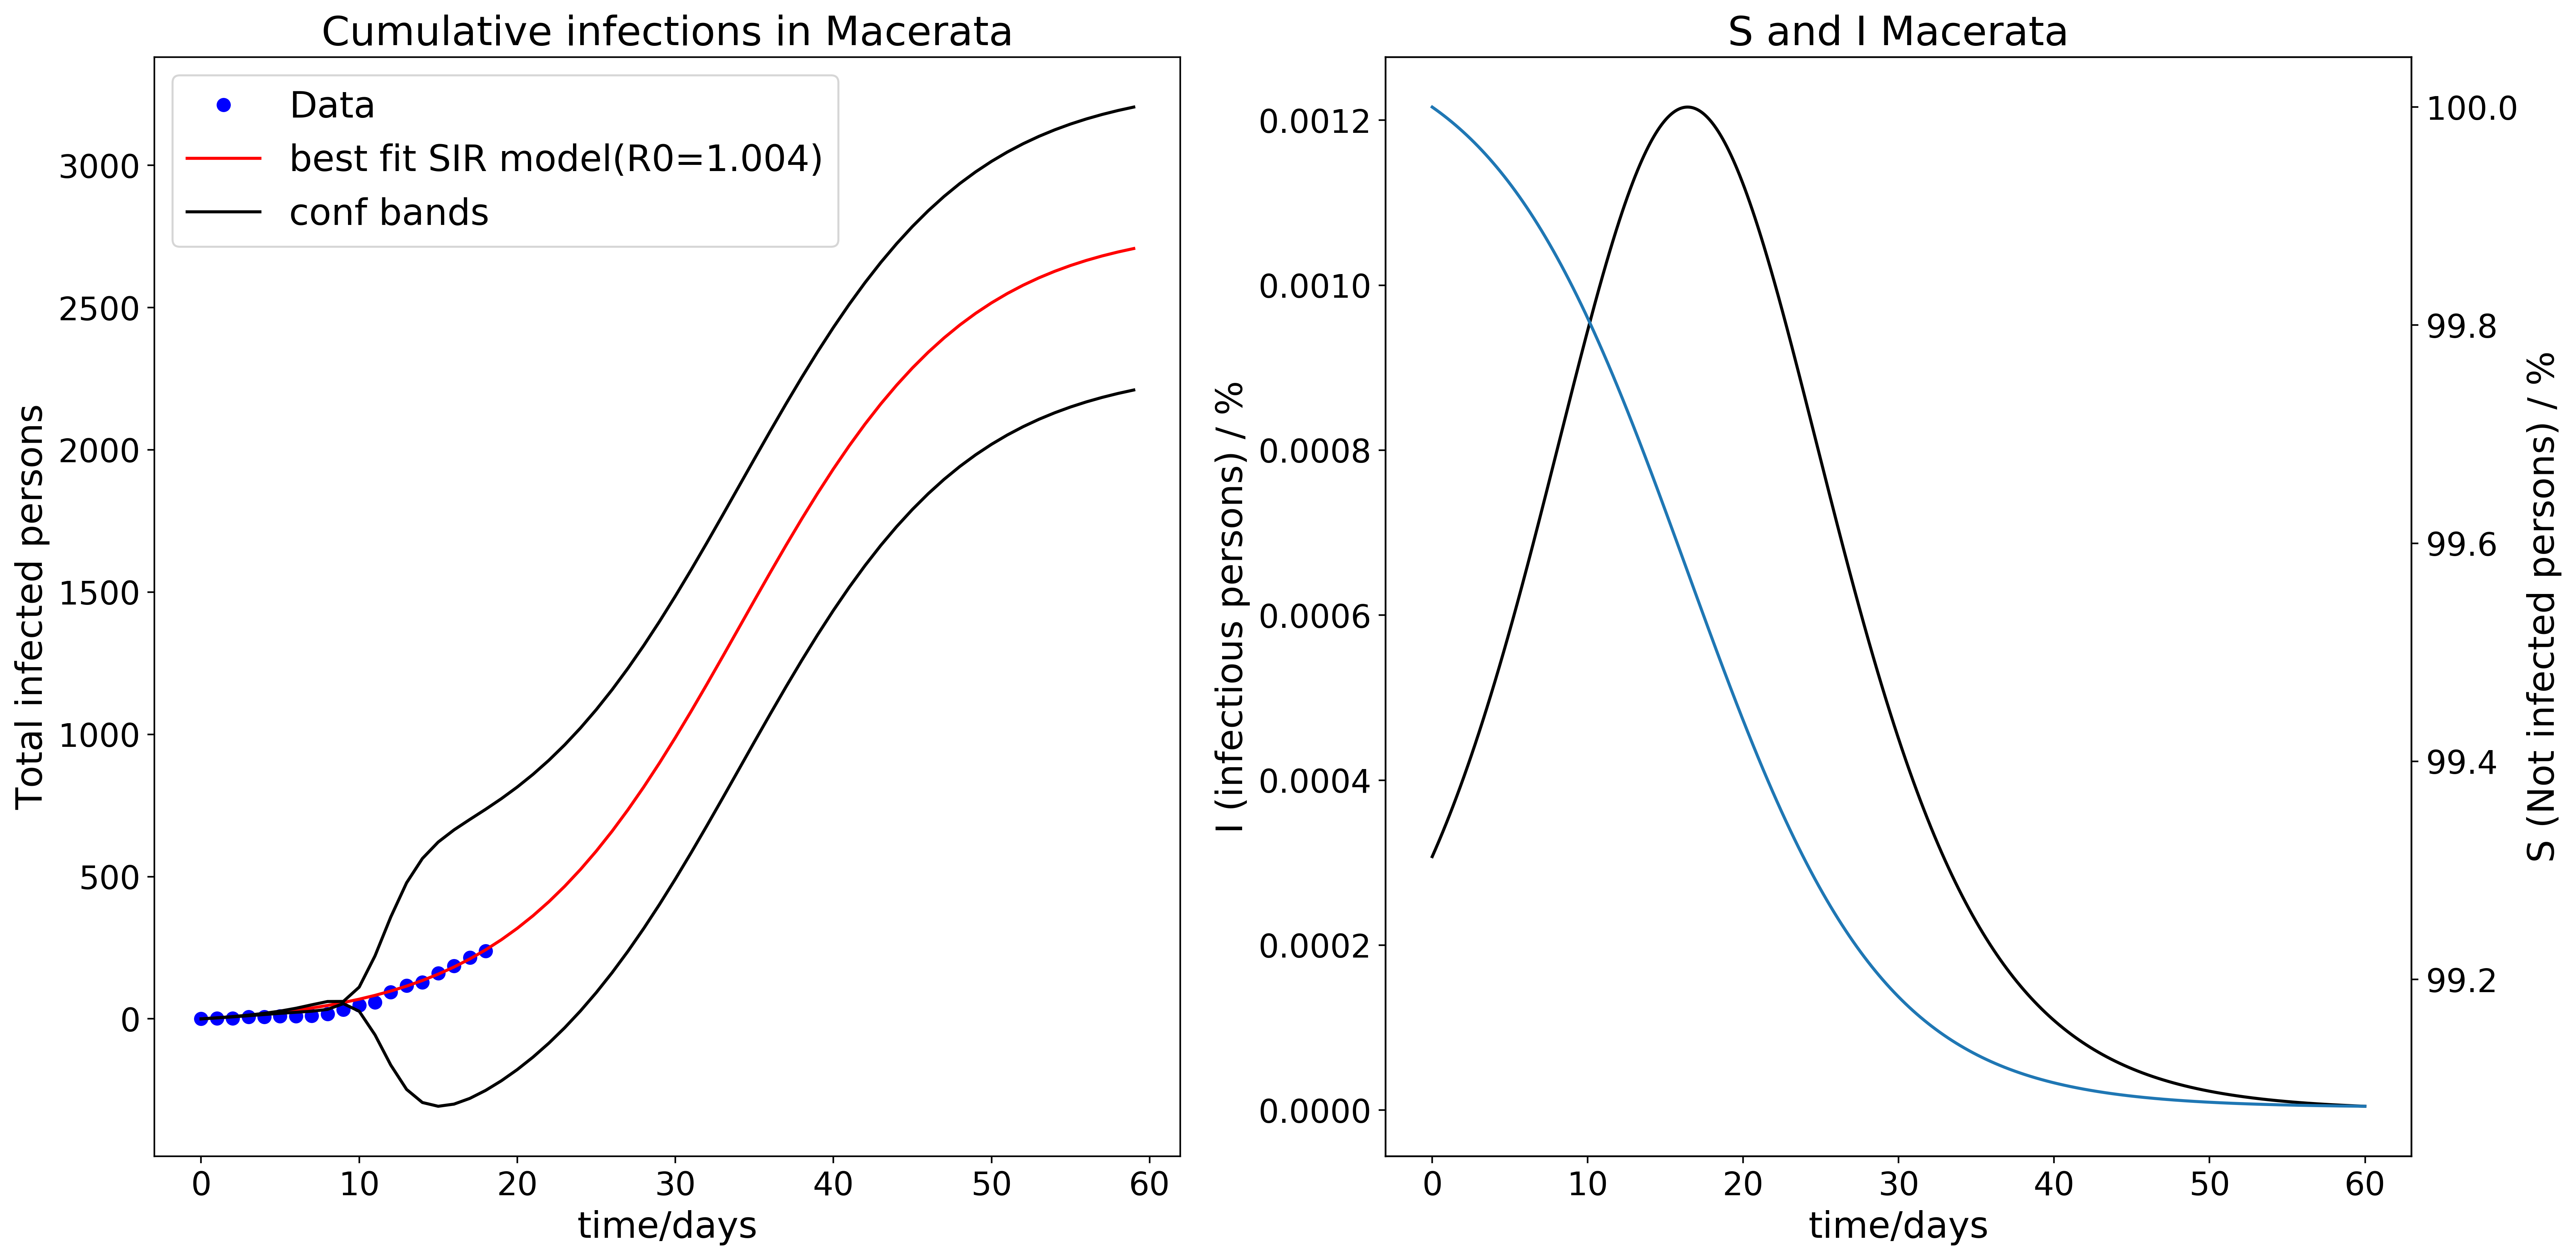 Cumulative infections in Macerata
Data
best fit SIR model(R0=1.004)
conf bands
Total infected persons
3000
2500
2000
1500
1000
500
0
0 10 20 30 40 50 60
time/days
S and I Macerata
I (infectious persons) / %
0.0012
0.0010
0.0008
0.0006
0.0004
0.0002
0.0000
0 10 20 30 40 50 60
time/days
100.0
99.8
99.6
99.4
99.2
S (Not infected persons) / %